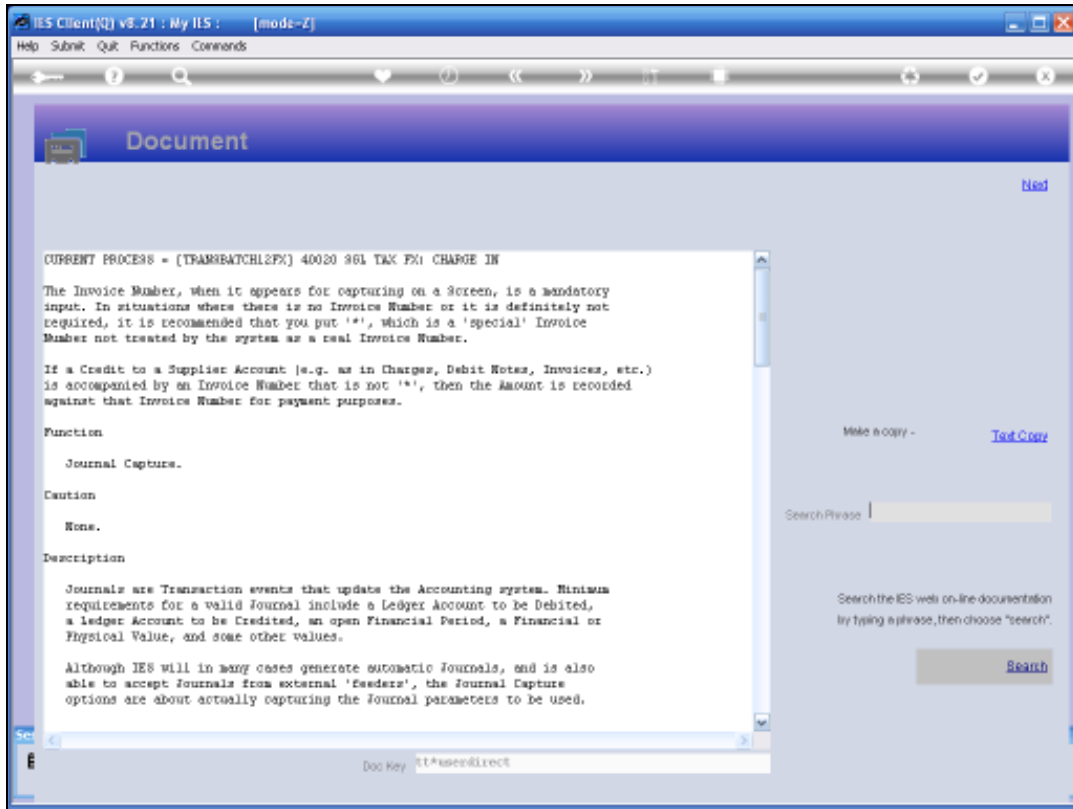 IES Client(Q) v8.21 : My IES : [mode-Z]
Help Submit Quit Functions Commands
Document
Next
CURRENT PROCESS = [TRANSBATCH12FX] 40020 S61 TAX FX: CHARGE IN
The Invoice Number, when it appears for capturing on a Screen, is a mandatory
input. In situations where there is no Invoice Number or it is definitely not
required, it is recommended that you put '*', which is a 'special' Invoice
Number not treated by the system as a real Invoice Number.
If a Credit to a Supplier Account (e.g. as in Charges, Debit Notes, Invoices, etc.)
is accompanied by an Invoice Number that is not '*', then the Amount is recorded
against that Invoice Number for payment purposes.
Function
Journal Capture.
Caution
None.
Description
Journals are Transaction events that update the Accounting system. Minimum
requirements for a valid Journal include a Ledger Account to be Debited,
a Ledger Account to be Credited, an open Financial Period, a Financial or
Physical Value, and some other values.
Although IES will in many cases generate automatic Journals, and is also
able to accept Journals from external 'feeders', the Journal Capture
options are about actually capturing the Journal parameters to be used.
Make a copy -
Text Copy
Search Phrase
Search the IES web on-line documentation
by typing a phrase, then choose "search".
Search
Doc Key tt*userdirect